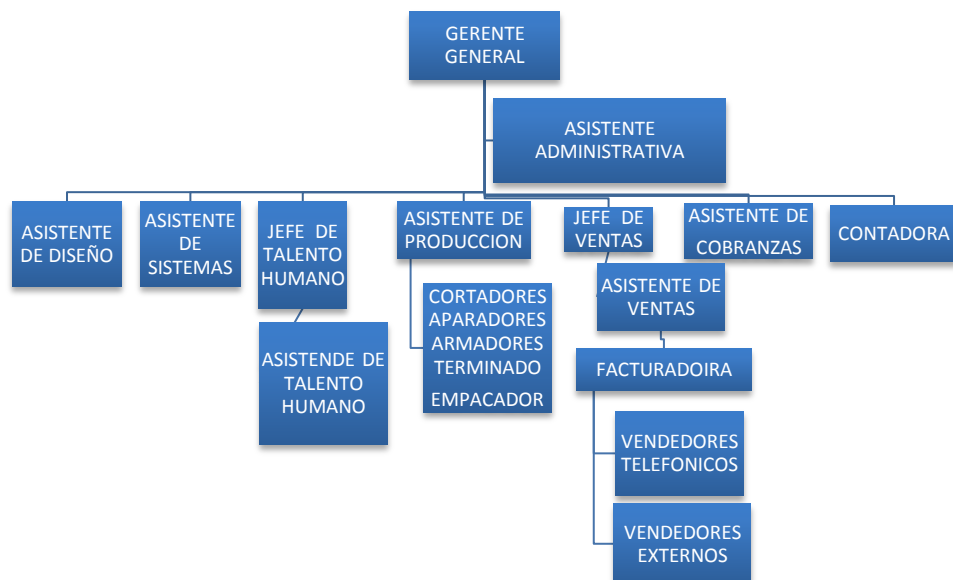 GERENTE
GENERAL
ASISTENTE
ADMINISTRATIVA
ASISTENTE
DE DISEÑO
ASISTENTE
DE
SISTEMAS
JEFE DE
TALENTO
HUMANO
ASISTENDE DE
TALENTO
HUMANO
ASISTENTE DE
PRODUCCION
CORTADORES
APARADORES
ARMADORES
TERMINADO
EMPACADOR
JEFE DE
VENTAS
ASISTENTE DE
VENTAS
FACTURADOIRA
VENDEDORES
TELEFONICOS
VENDEDORES
EXTERNOS
ASISTENTE DE
COBRANZAS
CONTADORA